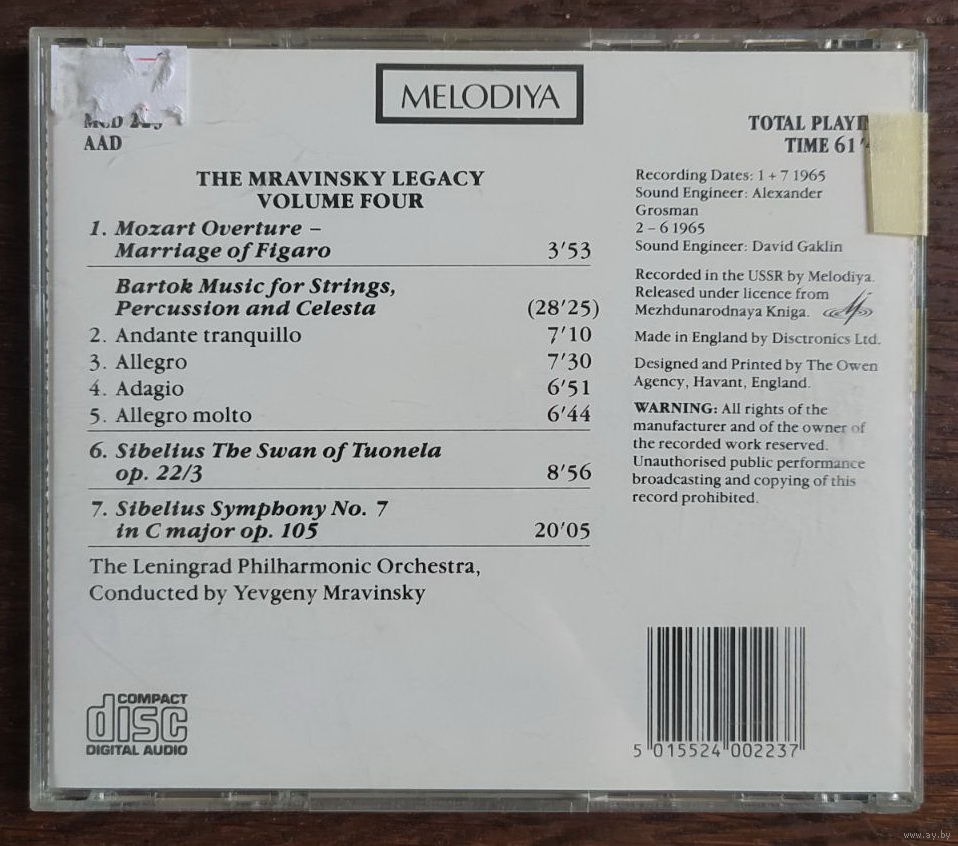 MELODIYA
AAD
TOTAL
TIME 61'
THE MRAVINSKY LEGACY
VOLUME FOUR
1. Mozart Overture –
Marriage of Figaro 3'53
Bartok Music for Strings,
Percussion and Celesta (28'25)
2. Andante tranquillo 7'10
3. Allegro 7'30
4. Adagio 6'51
5. Allegro molto 6'44
6. Sibelius The Swan of Tuonela
op. 22/3 8'56
7. Sibelius Symphony No. 7
in C major op. 105 20'05
The Leningrad Philharmonic Orchestra,
Conducted by Yevgeny Mravinsky
Recording Dates: 1 + 7 1965
Sound Engineer: Alexander
Grosman
2 – 6 1965
Sound Engineer: David Gaklin
Recorded in the USSR by Melodiya.
Released under licence from
Mezhdunarodnaya Kniga.
Made in England by Disctronics Ltd.
Designed and Printed by The Owen
Agency, Havant, England.
WARNING: All rights of the
manufacturer and of the owner of
the recorded work reserved.
Unauthorised public performance
broadcasting and copying of this
record prohibited.
COMPACT
disc
DIGITAL AUDIO
5 015524 002237
www.ay.by